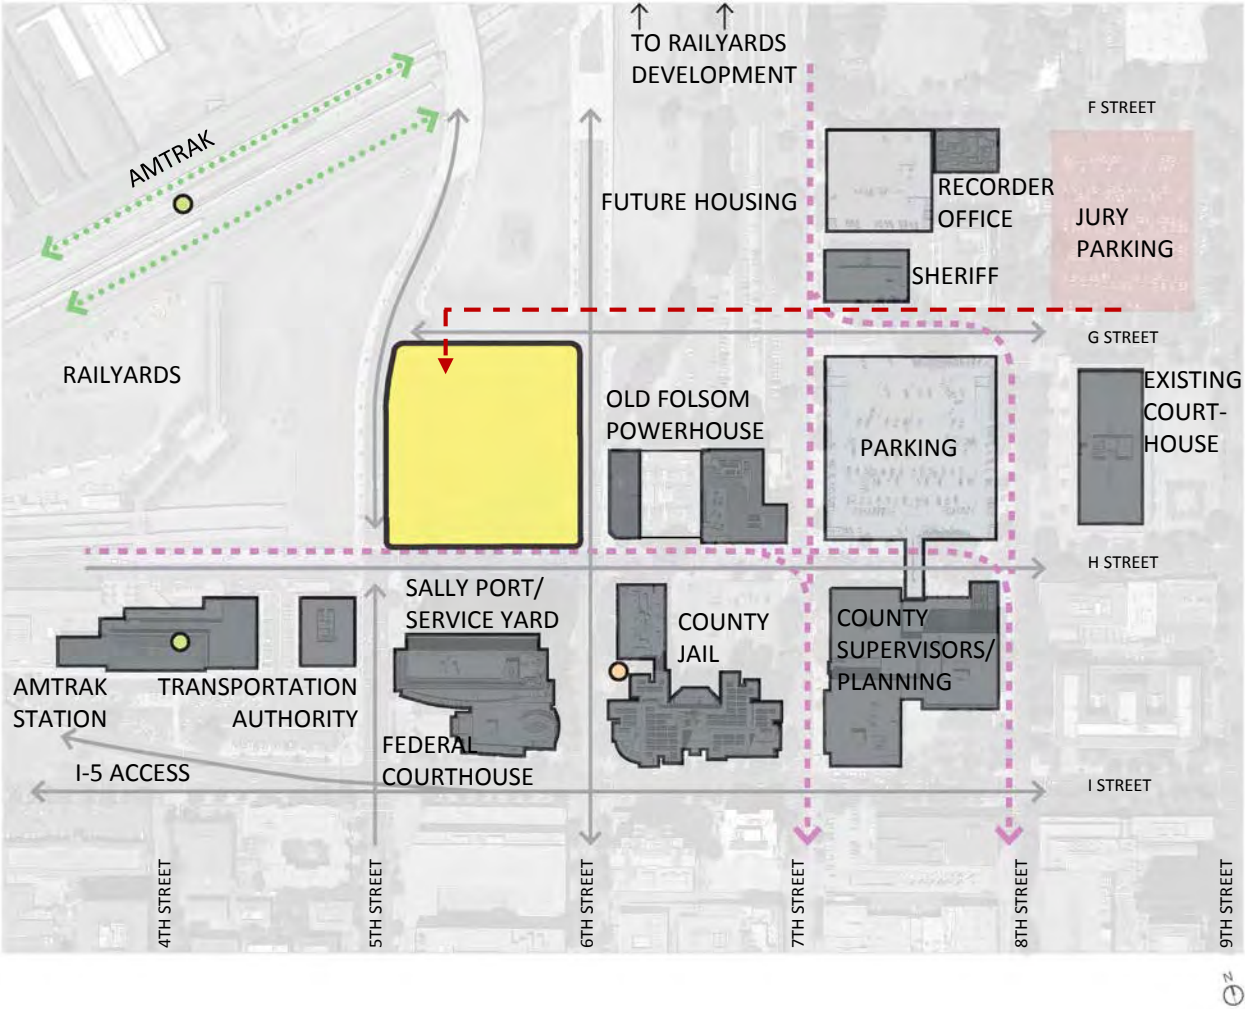 TO RAILYARDS
DEVELOPMENT
F STREET
AMTRAK
FUTURE HOUSING
RECORDER
OFFICE
JURY
PARKING
SHERIFF
G STREET
RAILYARDS
OLD FOLSOM
POWERHOUSE
PARKING
EXISTING
COURT-
HOUSE
H STREET
SALLY PORT/
SERVICE YARD
COUNTY
JAIL
COUNTY
SUPERVISORS/
PLANNING
AMTRAK
STATION
TRANSPORTATION
AUTHORITY
FEDERAL
COURTHOUSE
I-5 ACCESS
I STREET
4TH STREET
5TH STREET
6TH STREET
7TH STREET
8TH STREET
9TH STREET
N